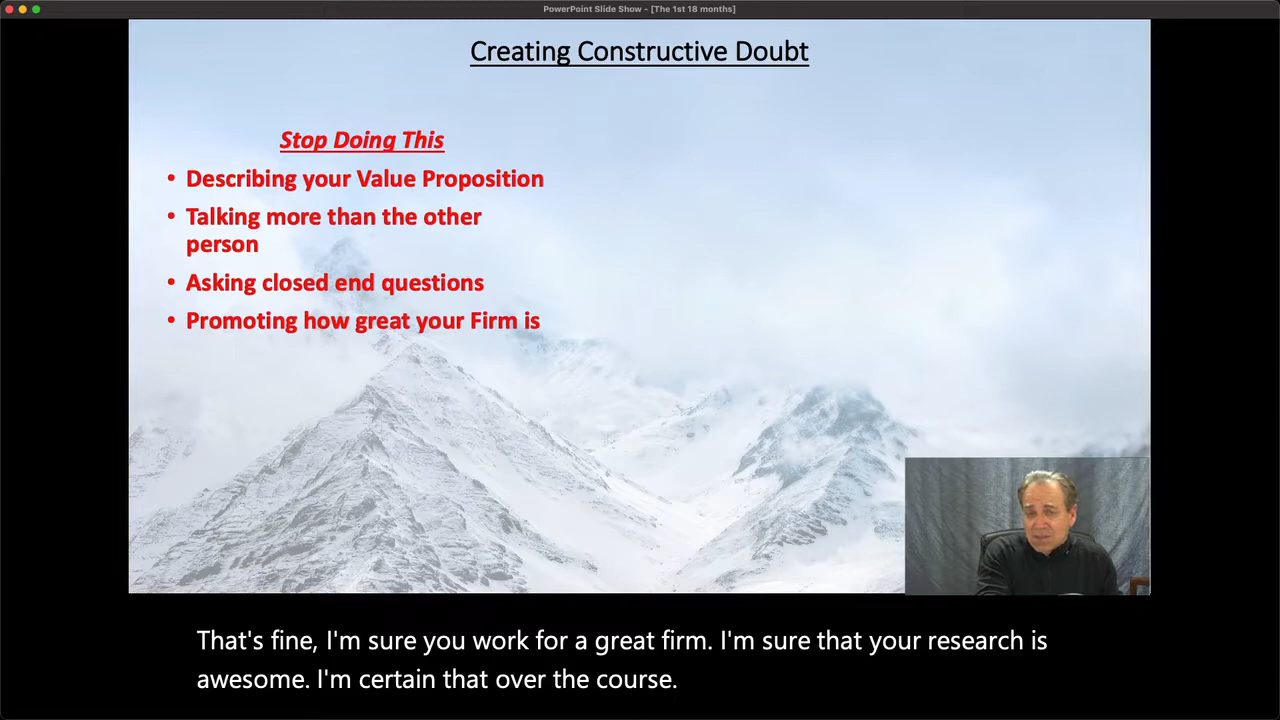 PowerPoint Slide Show - [The 1st 18 months]
Creating Constructive Doubt
Stop Doing This
• Describing your Value Proposition
• Talking more than the other
person
• Asking closed end questions
• Promoting how great your Firm is
That's fine, I'm sure you work for a great firm. I'm sure that your research is
awesome. I'm certain that over the course.